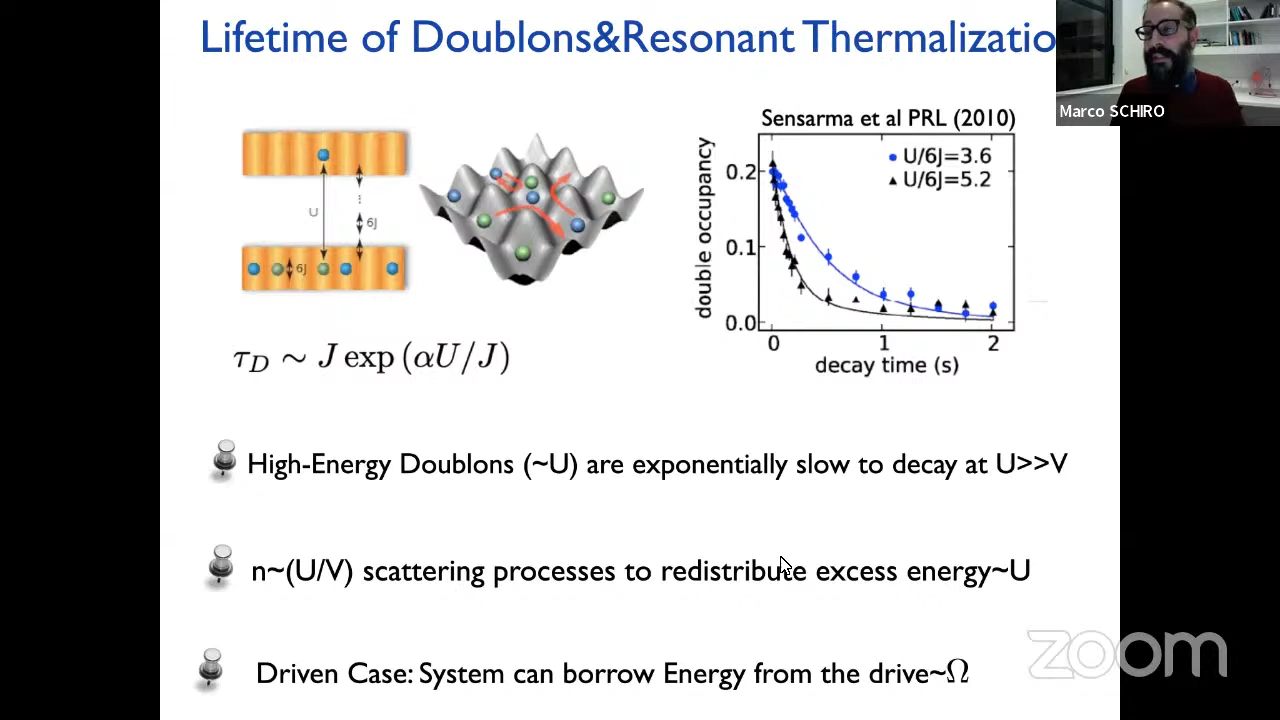 Lifetime of Doublons&Resonant Thermalizatio
Marco SCHIRO
Sensarma et al PRL (2010)
U
6J
6J
double occupancy
0.2
0.1
0.0
U/6J=3.6
U/6J=5.2
0
1
2
decay time (s)
τ_D ∼ J exp (αU/J)
High-Energy Doublons (~U) are exponentially slow to decay at U>>V
n~(U/V) scattering processes to redistribute excess energy~U
Driven Case: System can borrow Energy from the drive~Ω
zoom